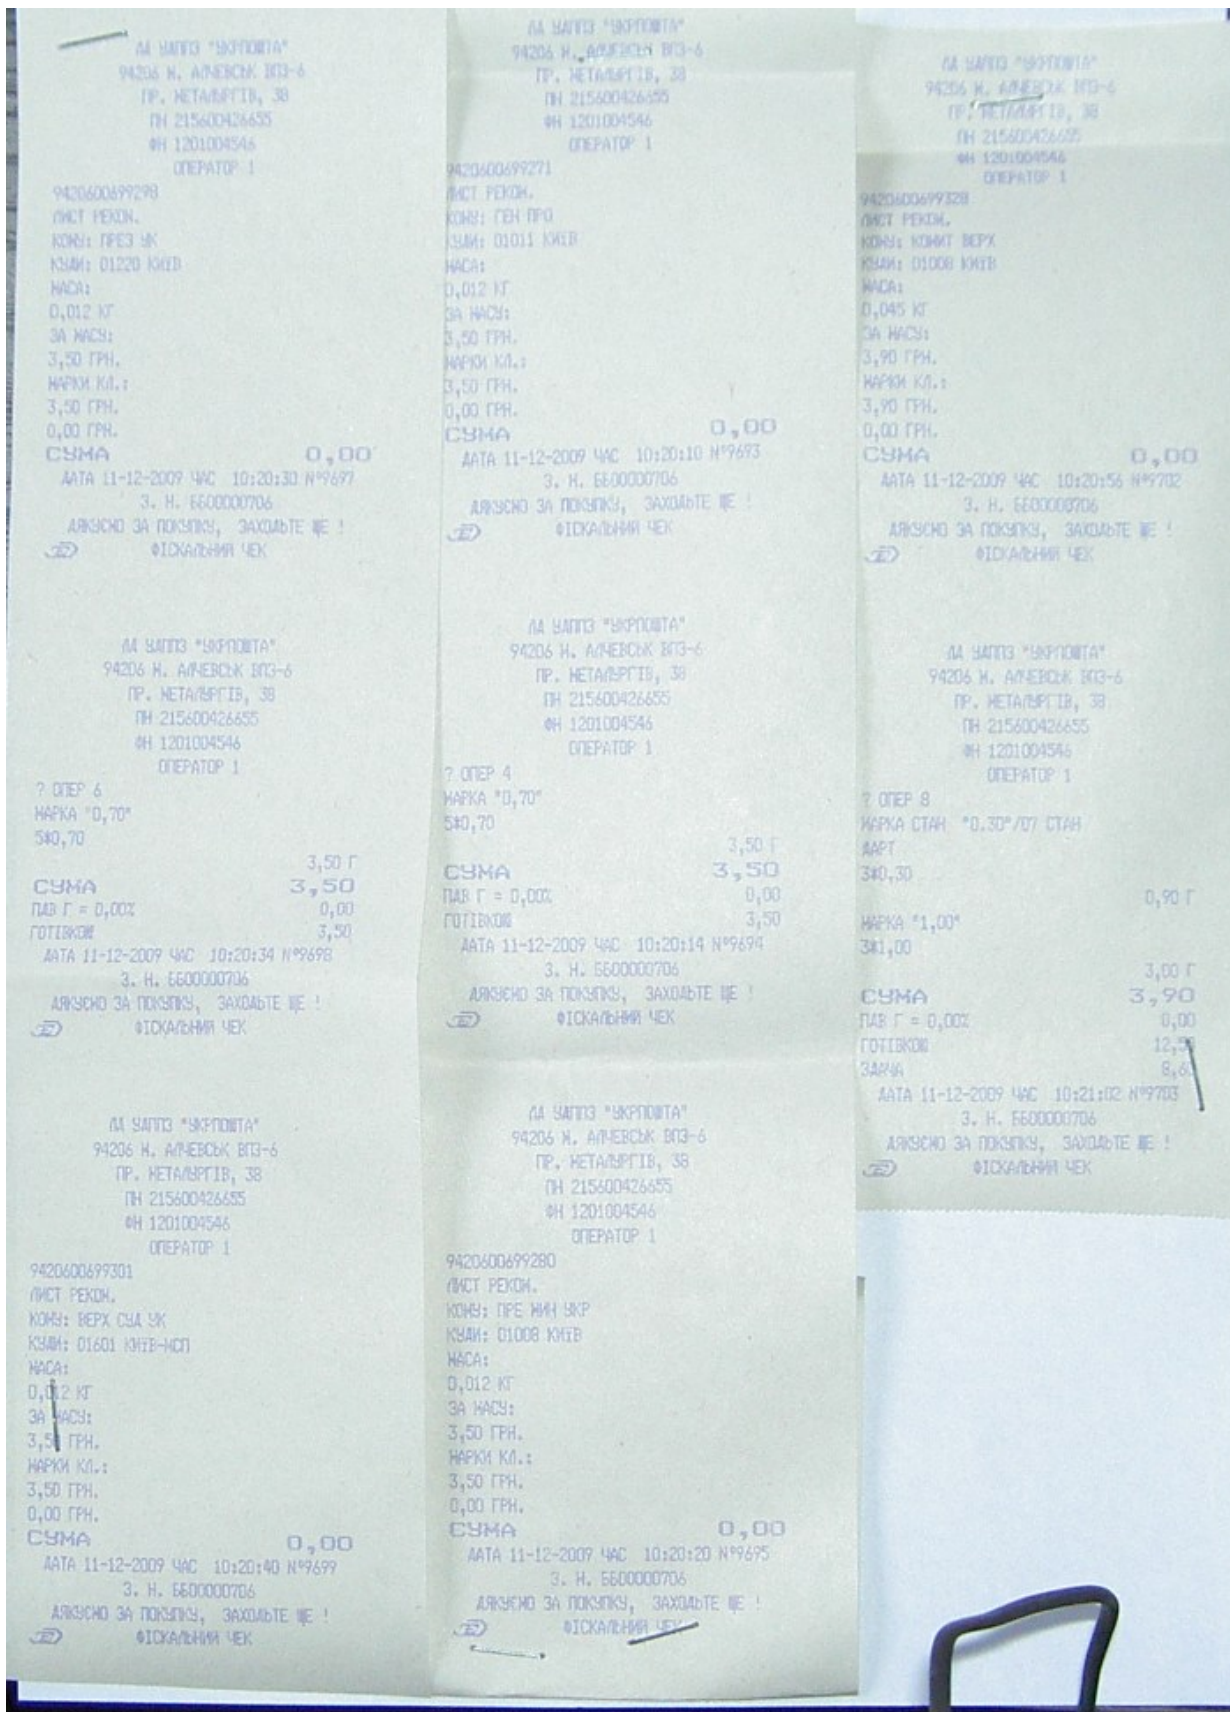 ЛД УДППЗ "УКРПОШТА"
94206 М. АЛЧЕВСЬК ВПЗ-6
ПР. МЕТАЛУРГІВ, 38
ПН 215600426655
ФН 1201004546
ОПЕРАТОР 1
9420600699298
ЛИСТ РЕКОМ.
КОМУ: ПРЕЗ УК
КУДИ: 01220 КИЇВ
МАСА:
0,012 КГ
ЗА МАСУ:
3,50 ГРН.
МАРКИ КЛ.:
3,50 ГРН.
0,00 ГРН.
СУМА 0,00
ДАТА 11-12-2009 ЧАС 10:20:30 №9697
З. Н. ББ00000706
ДЯКУЄМО ЗА ПОКУПКУ, ЗАХОДЬТЕ ЩЕ !
ФІСКАЛЬНИЙ ЧЕК
ЛД УДППЗ "УКРПОШТА"
94206 М. АЛЧЕВСЬК ВПЗ-6
ПР. МЕТАЛУРГІВ, 38
ПН 215600426655
ФН 1201004546
ОПЕРАТОР 1
? ОПЕР 6
МАРКА "0,70"
5*0,70
3,50 Г
СУМА 3,50
ПДВ Г = 0,00% 0,00
ГОТІВКОЮ 3,50
ДАТА 11-12-2009 ЧАС 10:20:34 №9698
З. Н. ББ00000706
ДЯКУЄМО ЗА ПОКУПКУ, ЗАХОДЬТЕ ЩЕ !
ФІСКАЛЬНИЙ ЧЕК
ЛД УДППЗ "УКРПОШТА"
94206 М. АЛЧЕВСЬК ВПЗ-6
ПР. МЕТАЛУРГІВ, 38
ПН 215600426655
ФН 1201004546
ОПЕРАТОР 1
9420600699301
ЛИСТ РЕКОМ.
КОМУ: ВЕРХ СУД УК
КУДИ: 01601 КИЇВ-МСП
МАСА:
0,012 КГ
ЗА МАСУ:
3,50 ГРН.
МАРКИ КЛ.:
3,50 ГРН.
0,00 ГРН.
СУМА 0,00
ДАТА 11-12-2009 ЧАС 10:20:40 №9699
З. Н. ББ00000706
ДЯКУЄМО ЗА ПОКУПКУ, ЗАХОДЬТЕ ЩЕ !
ФІСКАЛЬНИЙ ЧЕК
ЛД УДППЗ "УКРПОШТА"
94206 М. АЛЧЕВСЬК ВПЗ-6
ПР. МЕТАЛУРГІВ, 38
ПН 215600426655
ФН 1201004546
ОПЕРАТОР 1
9420600699271
ЛИСТ РЕКОМ.
КОМУ: ГЕН ПРО
КУДИ: 01011 КИЇВ
МАСА:
0,012 КГ
ЗА МАСУ:
3,50 ГРН.
МАРКИ КЛ.:
3,50 ГРН.
0,00 ГРН.
СУМА 0,00
ДАТА 11-12-2009 ЧАС 10:20:10 №9693
З. Н. ББ00000706
ДЯКУЄМО ЗА ПОКУПКУ, ЗАХОДЬТЕ ЩЕ !
ФІСКАЛЬНИЙ ЧЕК
ЛД УДППЗ "УКРПОШТА"
94206 М. АЛЧЕВСЬК ВПЗ-6
ПР. МЕТАЛУРГІВ, 38
ПН 215600426655
ФН 1201004546
ОПЕРАТОР 1
? ОПЕР 4
МАРКА "0,70"
5*0,70
3,50 Г
СУМА 3,50
ПДВ Г = 0,00% 0,00
ГОТІВКОЮ 3,50
ДАТА 11-12-2009 ЧАС 10:20:14 №9694
З. Н. ББ00000706
ДЯКУЄМО ЗА ПОКУПКУ, ЗАХОДЬТЕ ЩЕ !
ФІСКАЛЬНИЙ ЧЕК
ЛД УДППЗ "УКРПОШТА"
94206 М. АЛЧЕВСЬК ВПЗ-6
ПР. МЕТАЛУРГІВ, 38
ПН 215600426655
ФН 1201004546
ОПЕРАТОР 1
9420600699280
ЛИСТ РЕКОМ.
КОМУ: ПРЕ МІН УКР
КУДИ: 01008 КИЇВ
МАСА:
0,012 КГ
ЗА МАСУ:
3,50 ГРН.
МАРКИ КЛ.:
3,50 ГРН.
0,00 ГРН.
СУМА 0,00
ДАТА 11-12-2009 ЧАС 10:20:20 №9695
З. Н. ББ00000706
ДЯКУЄМО ЗА ПОКУПКУ, ЗАХОДЬТЕ ЩЕ !
ФІСКАЛЬНИЙ ЧЕК
ЛД УДППЗ "УКРПОШТА"
94206 М. АЛЧЕВСЬК ВПЗ-6
ПР. МЕТАЛУРГІВ, 38
ПН 215600426655
ФН 1201004546
ОПЕРАТОР 1
9420600699328
ЛИСТ РЕКОМ.
КОМУ: КОМІТ ВЕРХ
КУДИ: 01008 КИЇВ
МАСА:
0,045 КГ
ЗА МАСУ:
3,90 ГРН.
МАРКИ КЛ.:
3,90 ГРН.
0,00 ГРН.
СУМА 0,00
ДАТА 11-12-2009 ЧАС 10:20:56 №9702
З. Н. ББ00000706
ДЯКУЄМО ЗА ПОКУПКУ, ЗАХОДЬТЕ ЩЕ !
ФІСКАЛЬНИЙ ЧЕК
ЛД УДППЗ "УКРПОШТА"
94206 М. АЛЧЕВСЬК ВПЗ-6
ПР. МЕТАЛУРГІВ, 38
ПН 215600426655
ФН 1201004546
ОПЕРАТОР 1
? ОПЕР 8
МАРКА СТАН "0.30"/07 СТАН
ДАРТ
3*0,30
0,90 Г
МАРКА "1,00"
3*1,00
3,00 Г
СУМА 3,90
ПДВ Г = 0,00% 0,00
ГОТІВКОЮ 12,50
ЗДАЧА 8,60
ДАТА 11-12-2009 ЧАС 10:21:02 №9703
З. Н. ББ00000706
ДЯКУЄМО ЗА ПОКУПКУ, ЗАХОДЬТЕ ЩЕ !
ФІСКАЛЬНИЙ ЧЕК